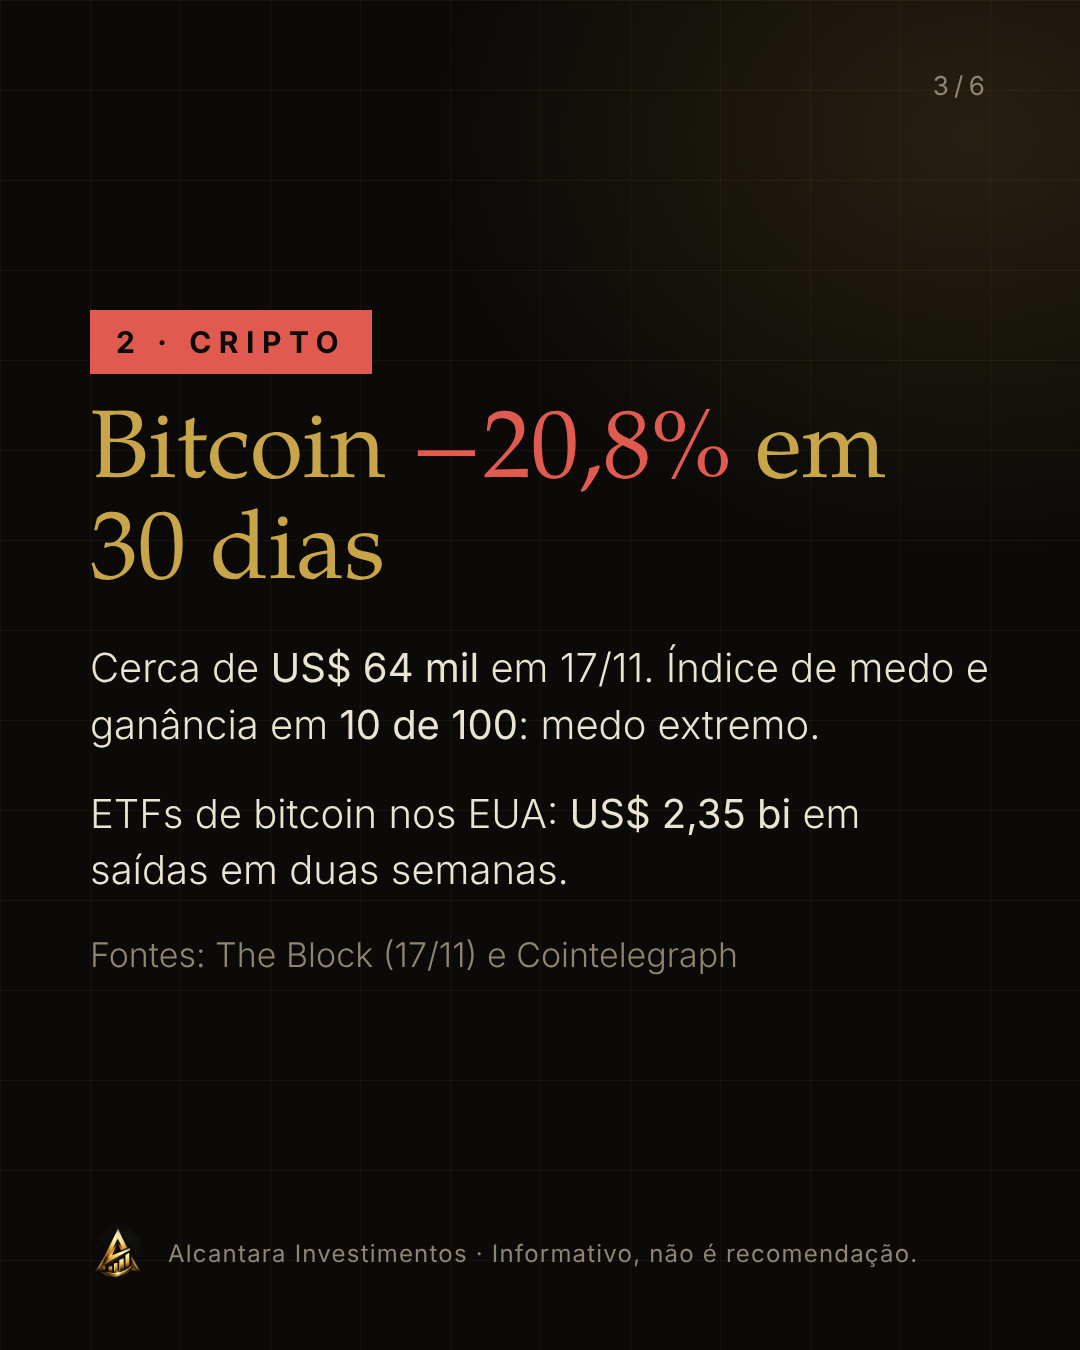 3/6
2 · CRIPTO
Bitcoin −20,8% em
30 dias
Cerca de US$ 64 mil em 17/11. Índice de medo e
ganância em 10 de 100: medo extremo.
ETFs de bitcoin nos EUA: US$ 2,35 bi em
saídas em duas semanas.
Fontes: The Block (17/11) e Cointelegraph
Alcantara Investimentos · Informativo, não é recomendação.